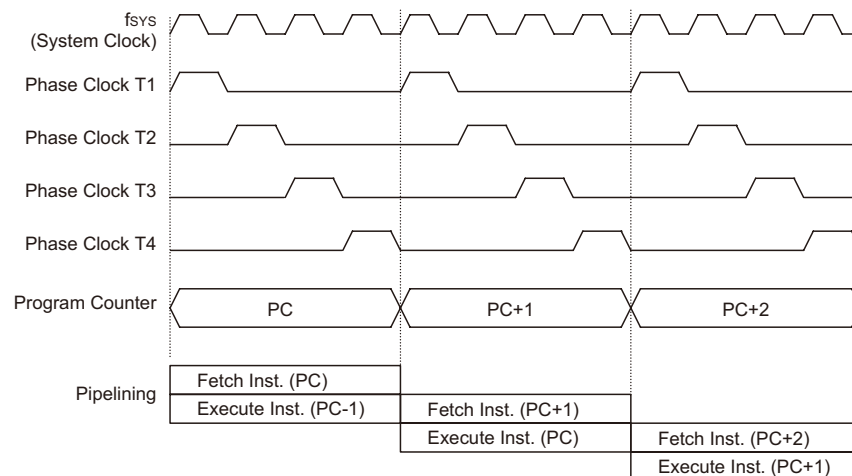 fSYS
(System Clock)
Phase Clock T1
Phase Clock T2
Phase Clock T3
Phase Clock T4
Program Counter
PC
PC+1
PC+2
Pipelining
Fetch Inst. (PC)
Execute Inst. (PC-1)
Fetch Inst. (PC+1)
Execute Inst. (PC)
Fetch Inst. (PC+2)
Execute Inst. (PC+1)